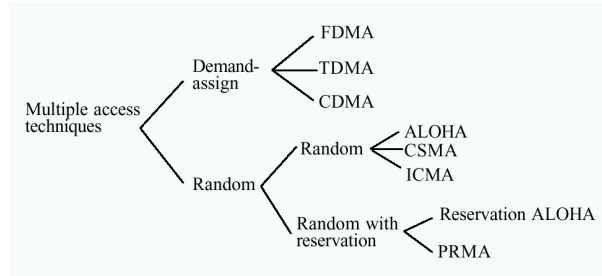 FDMA
Demand-
assign
TDMA
CDMA
Multiple access
techniques
Random
Random
ALOHA
CSMA
ICMA
Random with
reservation
Reservation ALOHA
PRMA